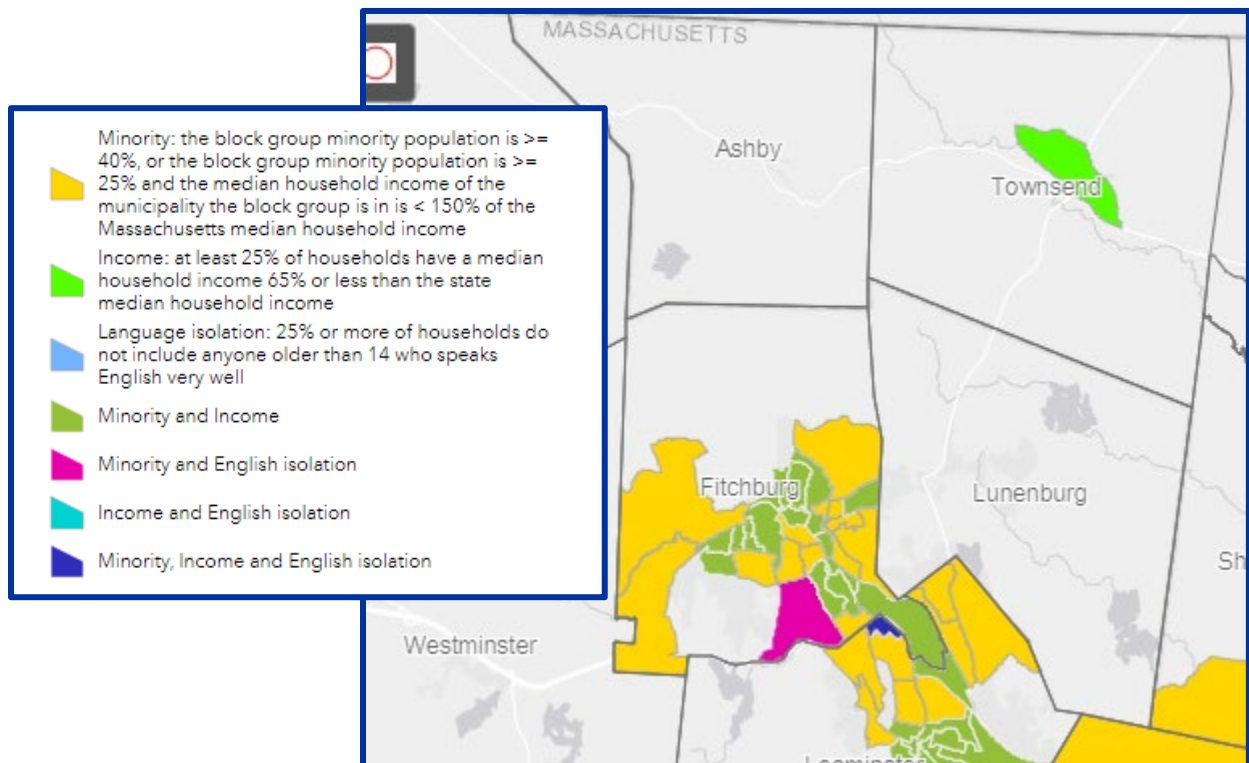 MASSACHUSETTS
Minority: the block group minority population is >=
40%, or the block group minority population is >=
25% and the median household income of the
municipality the block group is in is < 150% of the
Massachusetts median household income
Income: at least 25% of households have a median
household income 65% or less than the state
median household income
Language isolation: 25% or more of households do
not include anyone older than 14 who speaks
English very well
Minority and Income
Minority and English isolation
Income and English isolation
Minority, Income and English isolation
Ashby
Townsend
Fitchburg
Lunenburg
Sh
Westminster
Leominster